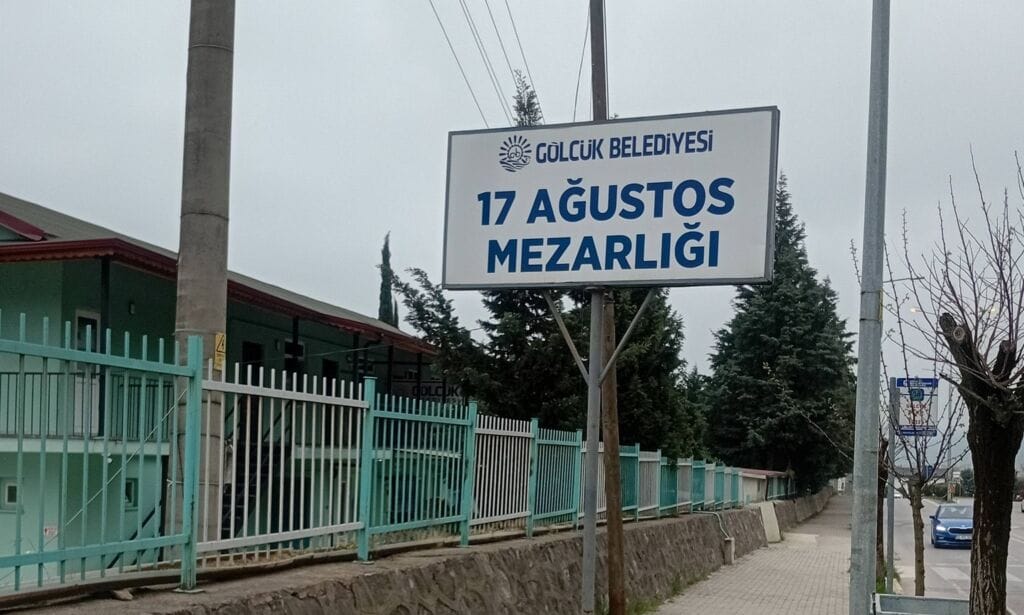 GÖLCÜK BELEDİYESİ
17 AĞUSTOS
MEZARLIĞI